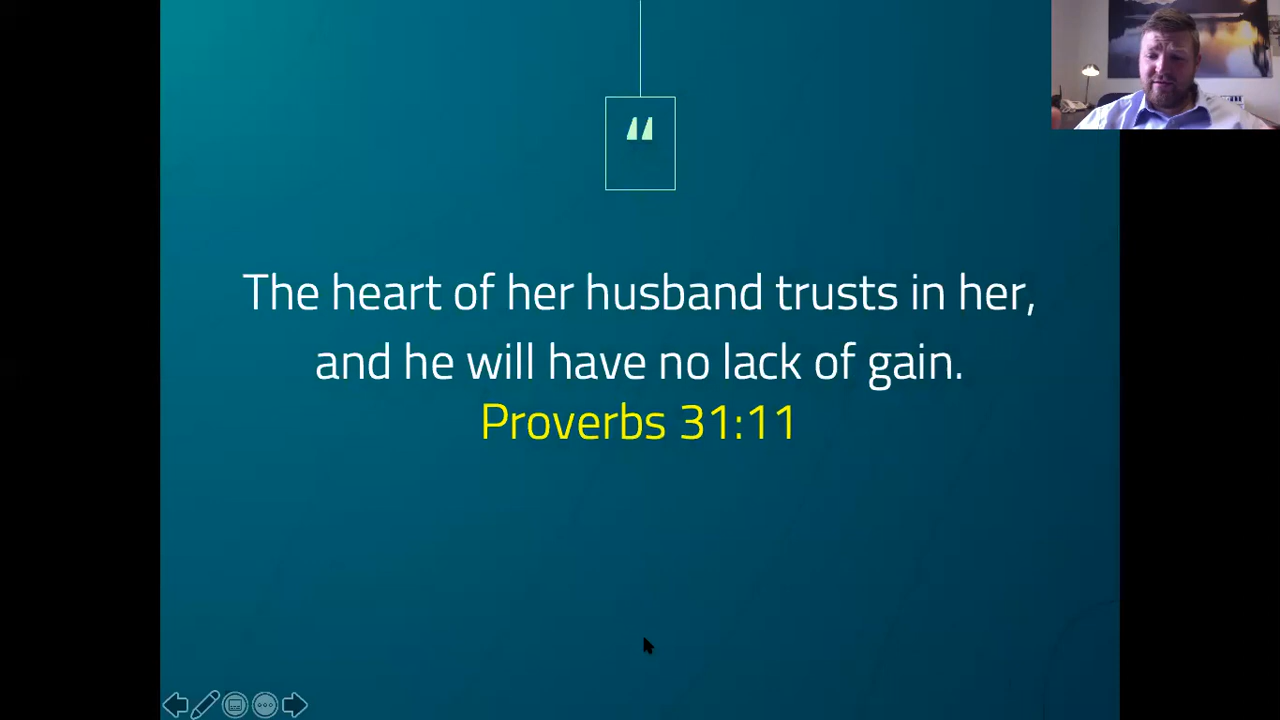 “
The heart of her husband trusts in her,
and he will have no lack of gain.
Proverbs 31:11